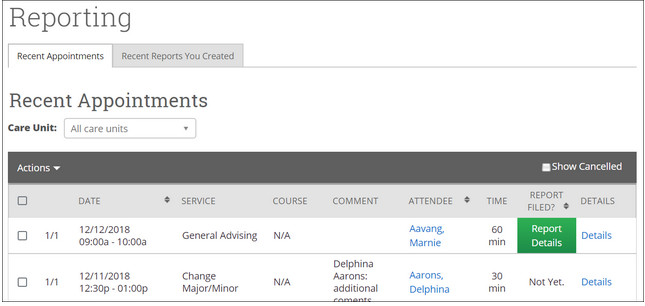 Reporting
Recent Appointments Recent Reports You Created
Recent Appointments
Care Unit: All care units
Actions Show Cancelled
DATE SERVICE COURSE COMMENT ATTENDEE TIME REPORT FILED? DETAILS
1/1 12/12/2018 09:00a - 10:00a General Advising N/A Aavang, Marnie 60 min Report Details Details
1/1 12/11/2018 12:30p - 01:00p Change Major/Minor N/A Delphina Aarons: additional coments Aarons, Delphina 30 min Not Yet. Details